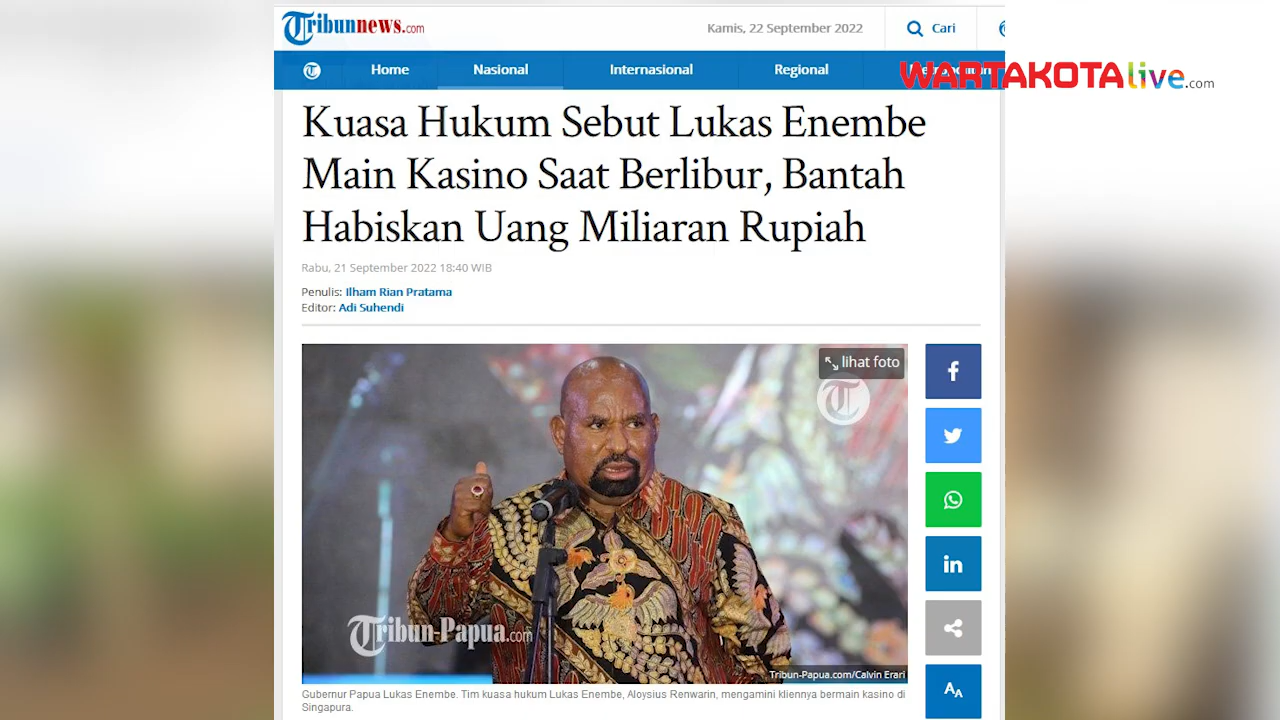 Tribunnews.com
Kamis, 22 September 2022
Cari
Home
Nasional
Internasional
Regional
WARTAKOTAlive.com
Kuasa Hukum Sebut Lukas Enembe
Main Kasino Saat Berlibur, Bantah
Habiskan Uang Miliaran Rupiah
Rabu, 21 September 2022 18:40 WIB
Penulis: Ilham Rian Pratama
Editor: Adi Suhendi
lihat foto
Tribun-Papua.com
Tribun-Papua.com/Calvin Erari
Gubernur Papua Lukas Enembe. Tim kuasa hukum Lukas Enembe, Aloysius Renwarin, mengamini kliennya bermain kasino di
Singapura.